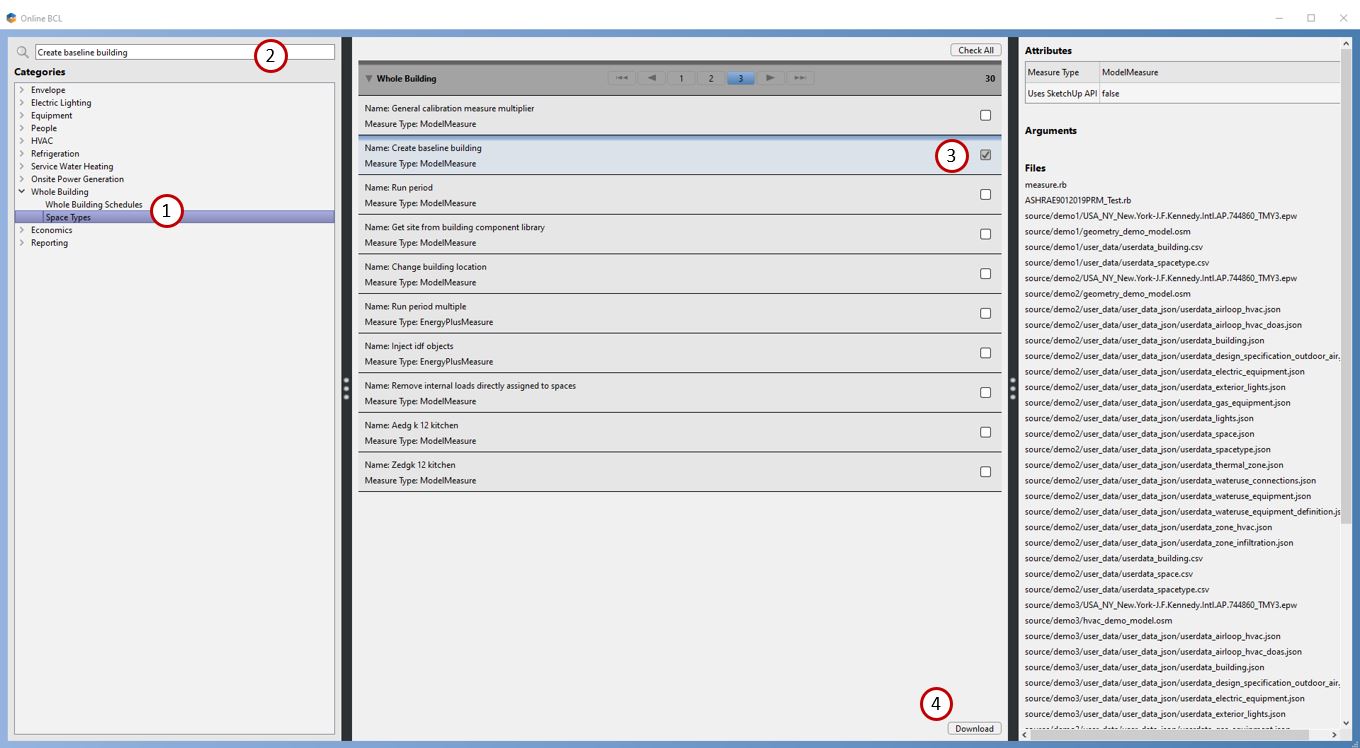 Online BCL
Create baseline building
2
Categories
Envelope
Electric Lighting
Equipment
People
HVAC
Refrigeration
Service Water Heating
Onsite Power Generation
Whole Building
Whole Building Schedules
1
Space Types
Economics
Reporting
Check All
Whole Building
1 2 3
30
Name: General calibration measure multiplier
Measure Type: ModelMeasure
Name: Create baseline building
Measure Type: ModelMeasure
3
Name: Run period
Measure Type: ModelMeasure
Name: Get site from building component library
Measure Type: ModelMeasure
Name: Change building location
Measure Type: ModelMeasure
Name: Run period multiple
Measure Type: EnergyPlusMeasure
Name: Inject idf objects
Measure Type: EnergyPlusMeasure
Name: Remove internal loads directly assigned to spaces
Measure Type: ModelMeasure
Name: Aedg k 12 kitchen
Measure Type: ModelMeasure
Name: Zedgk 12 kitchen
Measure Type: ModelMeasure
4
Download
Attributes
Measure Type ModelMeasure
Uses SketchUp API false
Arguments
Files
measure.rb
ASHRAE9012019PRM_Test.rb
source/demo1/USA_NY_New.York-J.F.Kennedy.Intl.AP.744860_TMY3.epw
source/demo1/geometry_demo_model.osm
source/demo1/user_data/userdata_building.csv
source/demo1/user_data/userdata_spacetype.csv
source/demo2/USA_NY_New.York-J.F.Kennedy.Intl.AP.744860_TMY3.epw
source/demo2/geometry_demo_model.osm
source/demo2/user_data/user_data_json/userdata_airloop_hvac.json
source/demo2/user_data/user_data_json/userdata_airloop_hvac_doas.json
source/demo2/user_data/user_data_json/userdata_building.json
source/demo2/user_data/user_data_json/userdata_design_specification_outdoor_air.
source/demo2/user_data/user_data_json/userdata_electric_equipment.json
source/demo2/user_data/user_data_json/userdata_exterior_lights.json
source/demo2/user_data/user_data_json/userdata_gas_equipment.json
source/demo2/user_data/user_data_json/userdata_lights.json
source/demo2/user_data/user_data_json/userdata_space.json
source/demo2/user_data/user_data_json/userdata_spacetype.json
source/demo2/user_data/user_data_json/userdata_thermal_zone.json
source/demo2/user_data/user_data_json/userdata_wateruse_connections.json
source/demo2/user_data/user_data_json/userdata_wateruse_equipment.json
source/demo2/user_data/user_data_json/userdata_wateruse_equipment_definition.js
source/demo2/user_data/user_data_json/userdata_zone_hvac.json
source/demo2/user_data/user_data_json/userdata_zone_infiltration.json
source/demo2/user_data/userdata_building.csv
source/demo2/user_data/userdata_space.csv
source/demo2/user_data/userdata_spacetype.csv
source/demo3/USA_NY_New.York-J.F.Kennedy.Intl.AP.744860_TMY3.epw
source/demo3/hvac_demo_model.osm
source/demo3/user_data/user_data_json/userdata_airloop_hvac.json
source/demo3/user_data/user_data_json/userdata_airloop_hvac_doas.json
source/demo3/user_data/user_data_json/userdata_building.json
source/demo3/user_data/user_data_json/userdata_design_specification_outdoor_air.
source/demo3/user_data/user_data_json/userdata_electric_equipment.json
source/demo3/user_data/user_data_json/userdata_exterior_lights.json